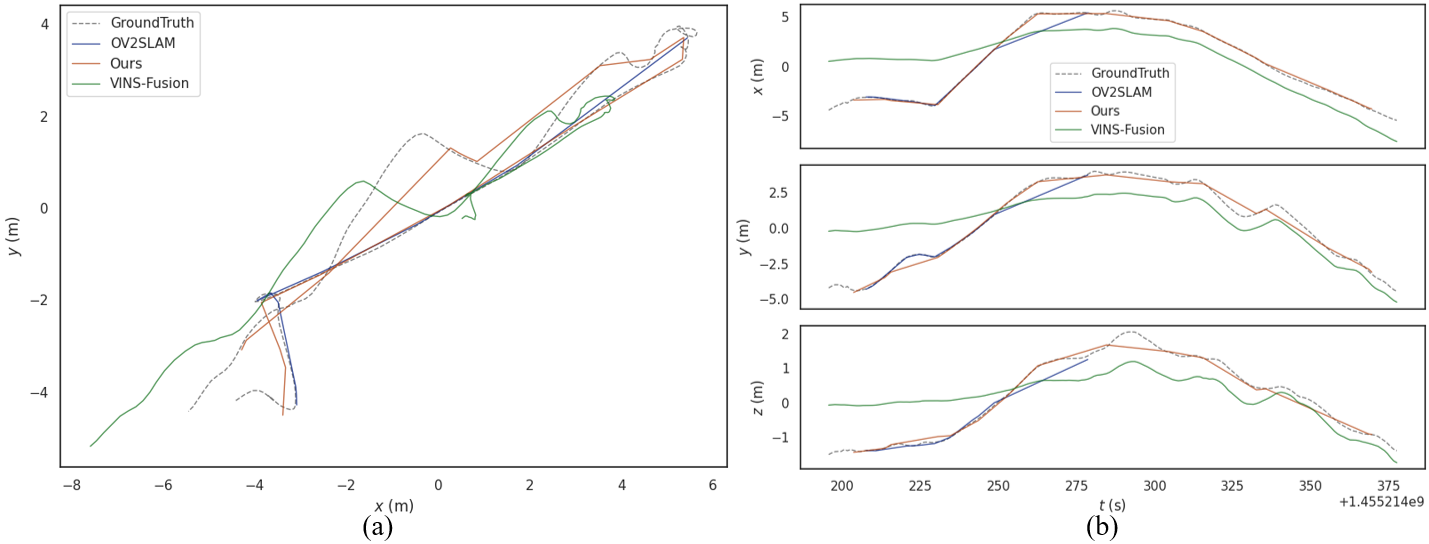 GroundTruth
OV2SLAM
Ours
VINS-Fusion
4
2
0
−2
−4
y (m)
−8
−6
−4
−2
0
2
4
6
x (m)
(a)
5
0
−5
x (m)
GroundTruth
OV2SLAM
Ours
VINS-Fusion
2.5
0.0
−2.5
−5.0
y (m)
2
1
0
−1
z (m)
200
225
250
275
300
325
350
375
t (s)
+1.455214e9
(b)